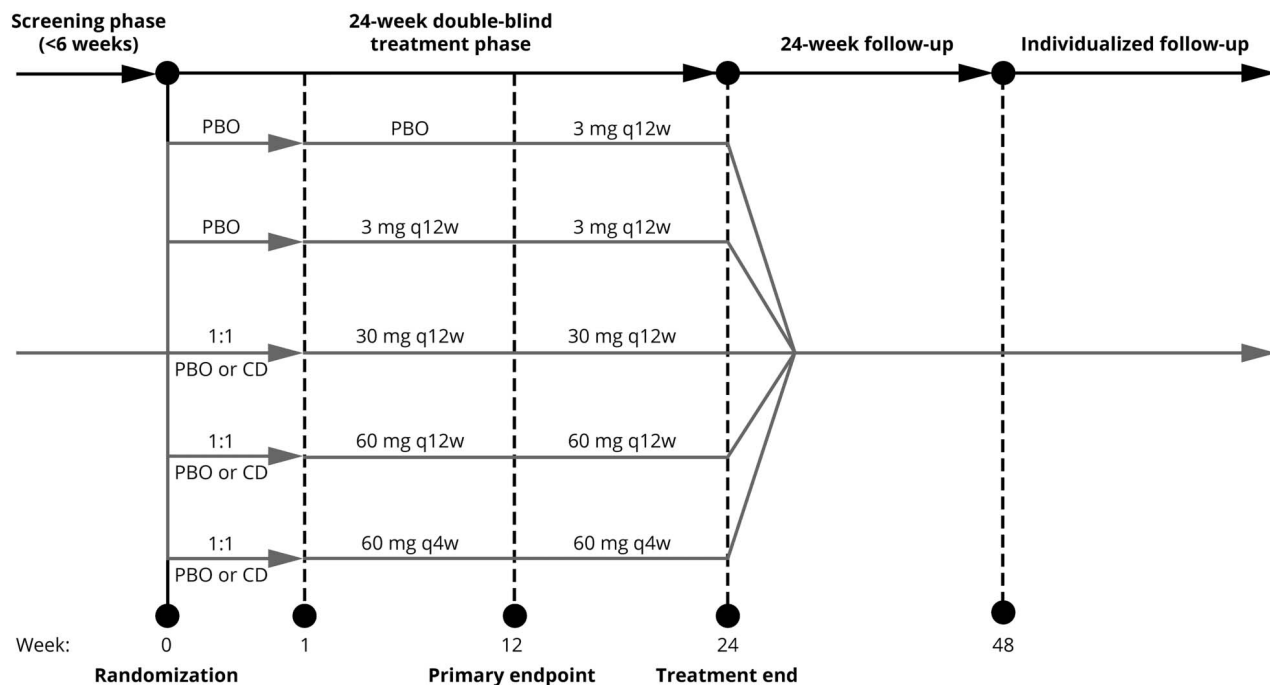 Screening phase
(<6 weeks)
24-week double-blind
treatment phase
24-week follow-up
Individualized follow-up
PBO
PBO
3 mg q12w
PBO
3 mg q12w
3 mg q12w
1:1
PBO or CD
30 mg q12w
30 mg q12w
1:1
PBO or CD
60 mg q12w
60 mg q12w
1:1
PBO or CD
60 mg q4w
60 mg q4w
Week:
0
1
12
24
48
Randomization
Primary endpoint
Treatment end